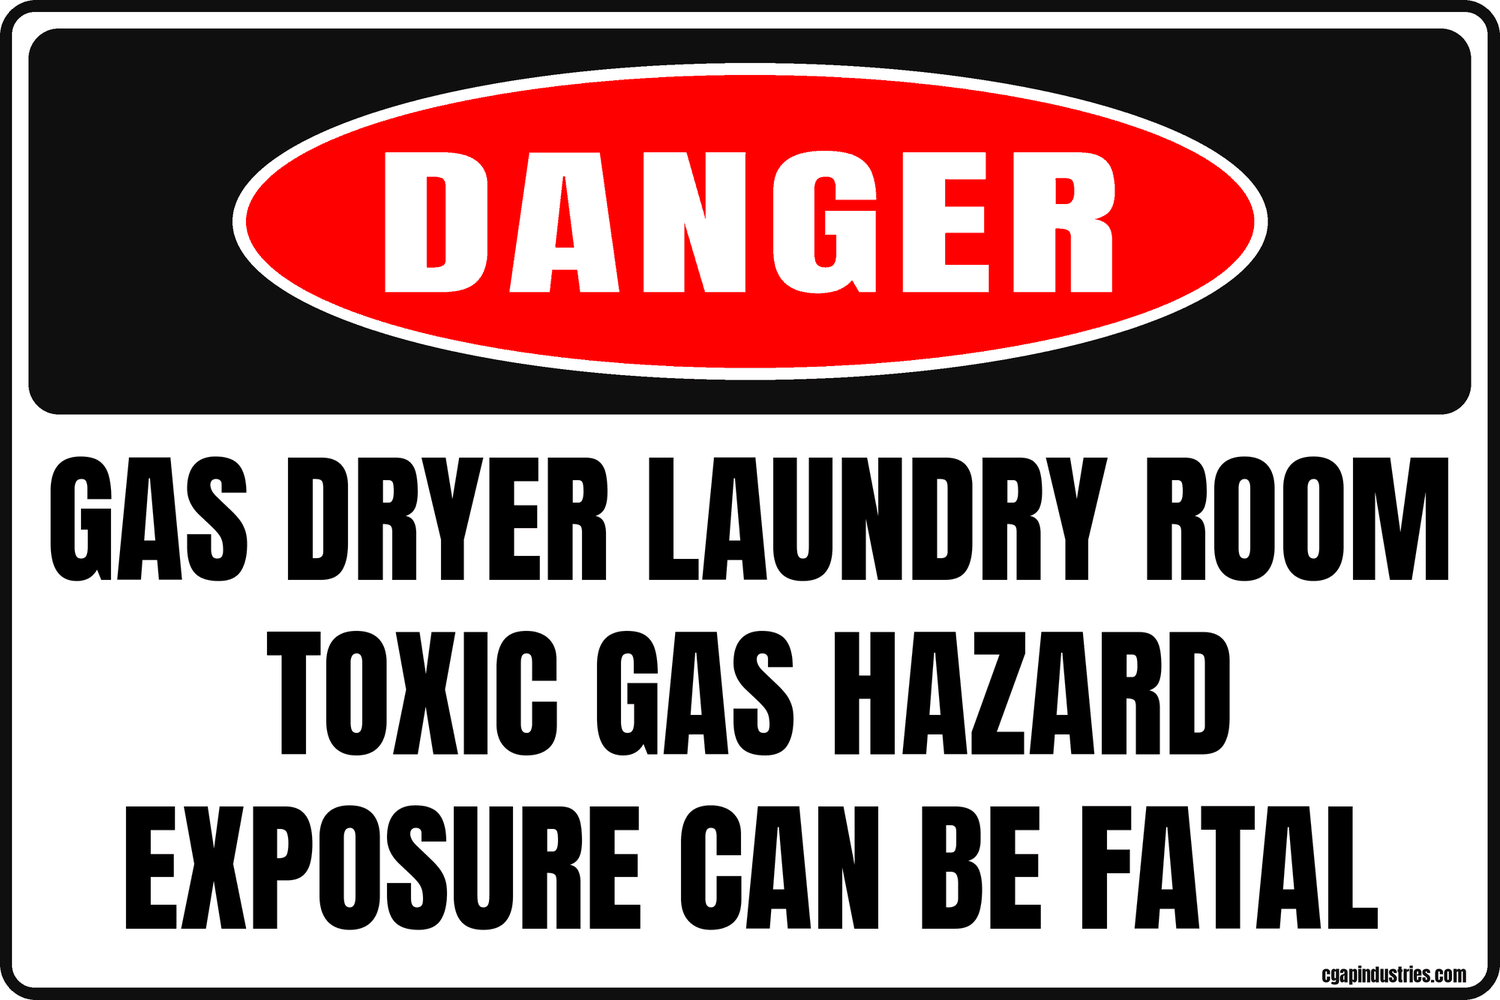 DANGER
GAS DRYER LAUNDRY ROOM
TOXIC GAS HAZARD
EXPOSURE CAN BE FATAL
cgapindustries.com